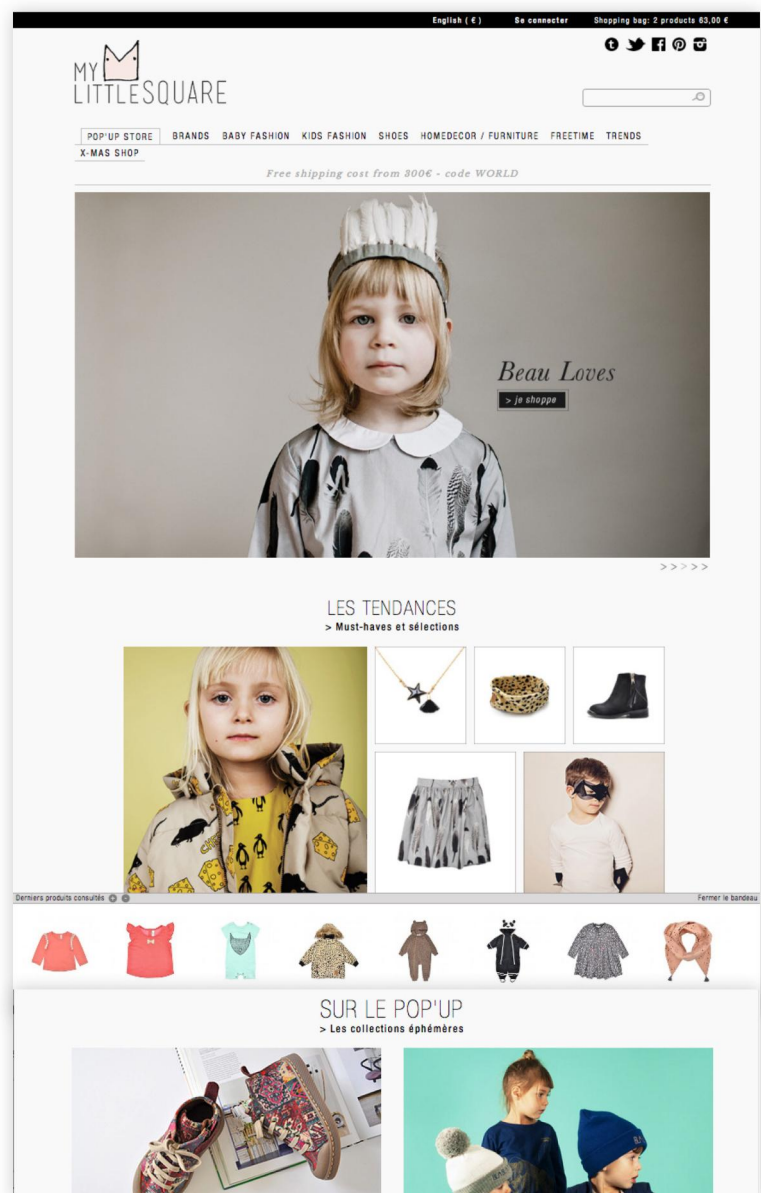 English ( € ) Se connecter Shopping bag: 2 products 63,00 €
MY
LITTLESQUARE
POP'UP STORE BRANDS BABY FASHION KIDS FASHION SHOES HOMEDECOR / FURNITURE FREETIME TRENDS
X-MAS SHOP
Free shipping cost from 300€ - code WORLD
Beau Loves
> je shoppe
> > > > >
LES TENDANCES
> Must-haves et sélections
Derniers produits consultés Fermer le bandeau
SUR LE POP'UP
> Les collections éphémères